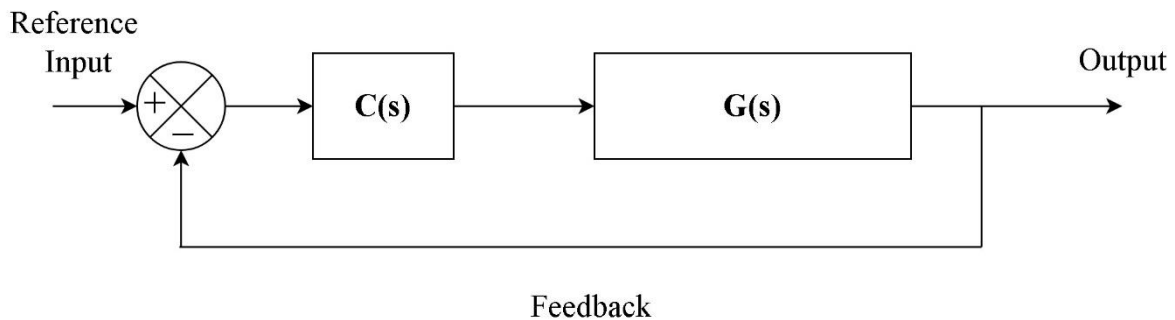 Reference
Input
+
−
C(s)
G(s)
Output
Feedback